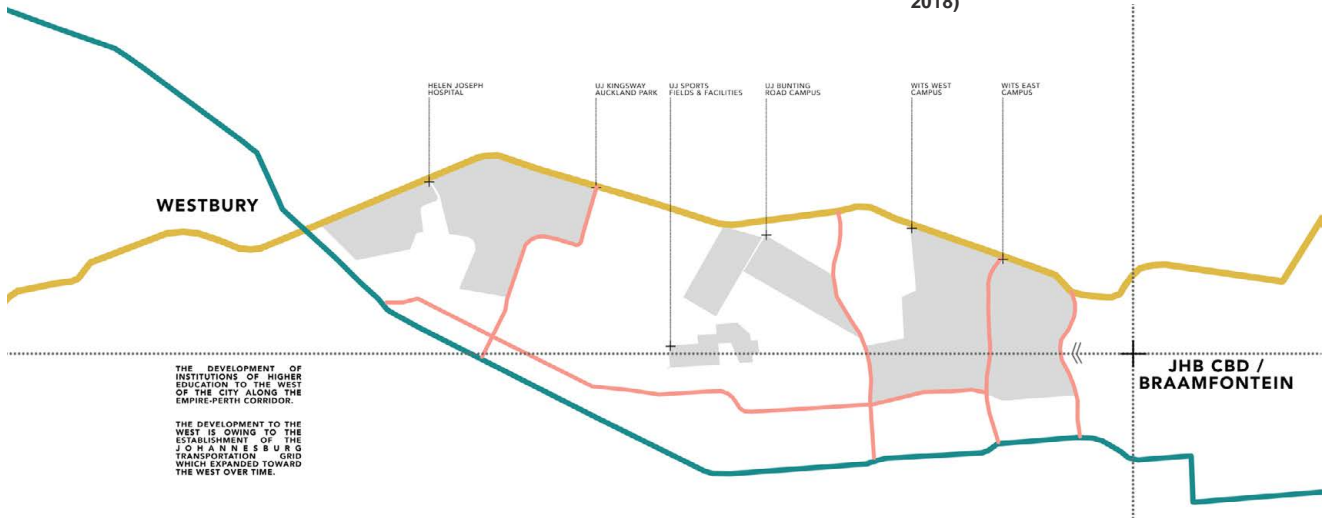 2018)
HELEN JOSEPH
HOSPITAL
UJ KINGSWAY
AUCKLAND PARK
UJ SPORTS
FIELDS & FACILITIES
UJ BUNTING
ROAD CAMPUS
WITS WEST
CAMPUS
WITS EAST
CAMPUS
WESTBURY
JHB CBD /
BRAAMFONTEIN
THE DEVELOPMENT OF
INSTITUTIONS OF HIGHER
EDUCATION TO THE WEST
OF THE CITY ALONG THE
EMPIRE-PERTH CORRIDOR.
THE DEVELOPMENT TO THE
WEST IS OWING TO THE
ESTABLISHMENT OF THE
JOHANNESBURG
TRANSPORTATION GRID
WHICH EXPANDED TOWARD
THE WEST OVER TIME.